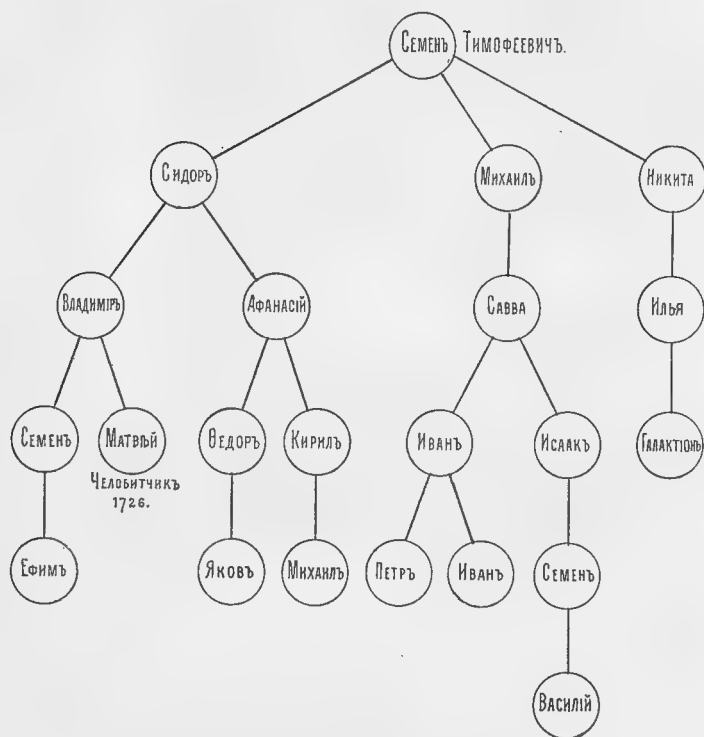 Семенъ Тимофеевичъ.
Сидоръ Михаилъ Никита
Владиміръ Афанасій Савва Илья
Семенъ Матвѣй Ѳедоръ Кирилъ Иванъ Исаакъ Галактіонъ
Челобитчикъ
1726.
Ефимъ Яковъ Михаилъ Петръ Иванъ Семенъ
Василій